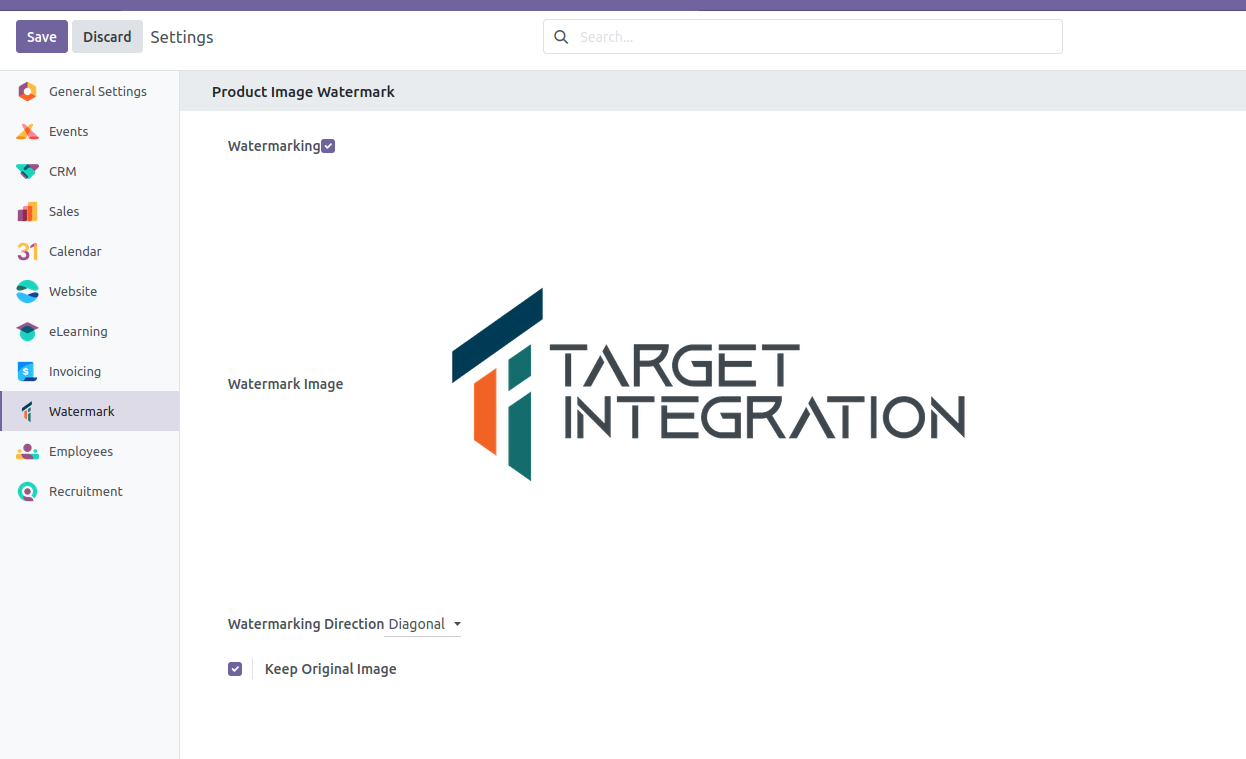 Save Discard Settings
Search...
General Settings
Events
CRM
Sales
31 Calendar
Website
eLearning
$ Invoicing
Watermark
Employees
Recruitment
Product Image Watermark
Watermarking
Watermark Image
TARGET
INTEGRATION
Watermarking Direction Diagonal
Keep Original Image